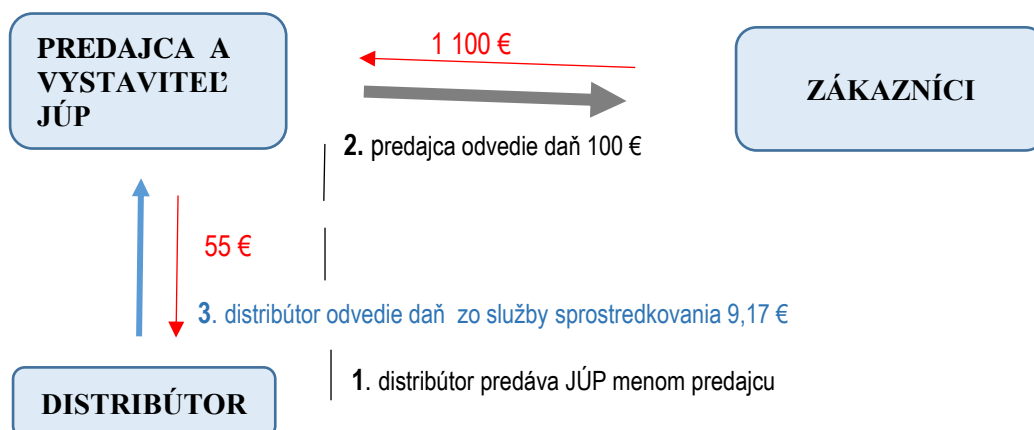 PREDAJCA A
VYSTAVITEĽ
JÚP
1 100 €
ZÁKAZNÍCI
2. predajca odvedie daň 100 €
55 €
3. distribútor odvedie daň zo služby sprostredkovania 9,17 €
1. distribútor predáva JÚP menom predajcu
DISTRIBÚTOR